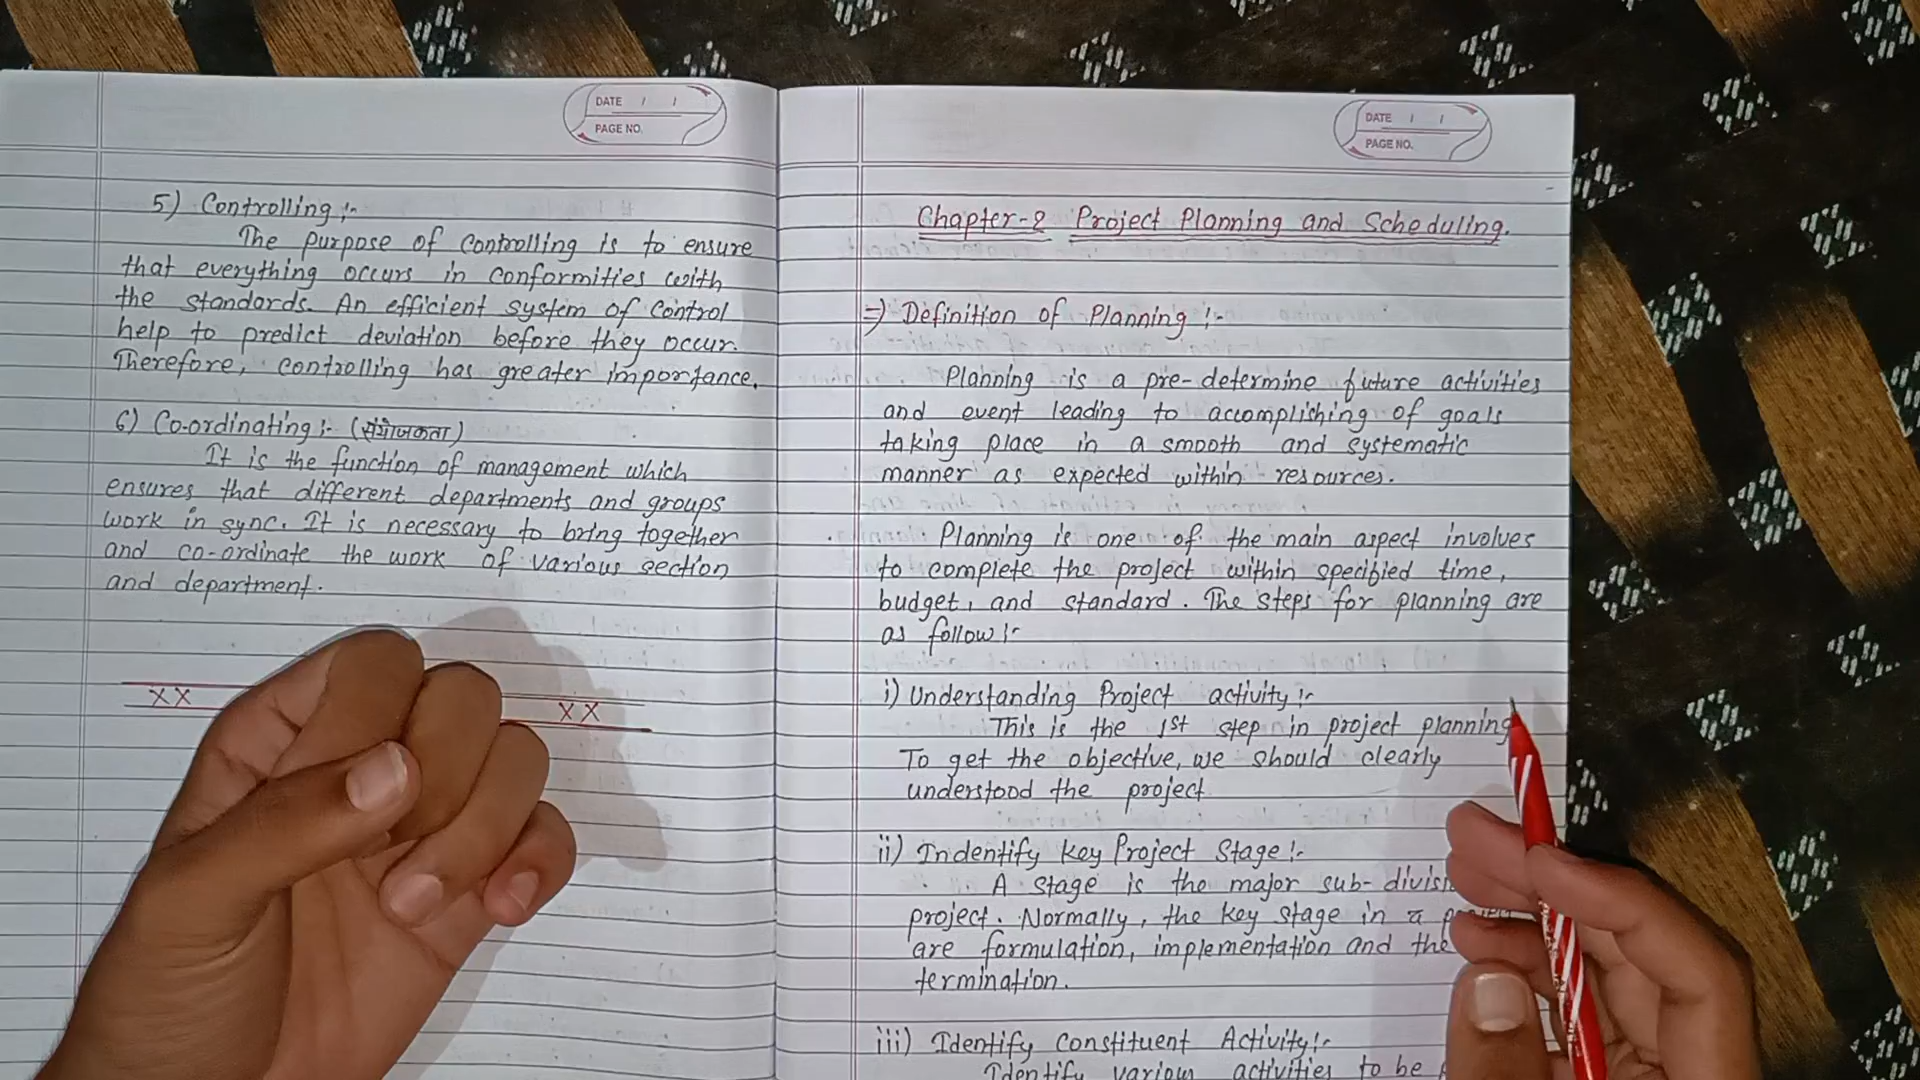 DATE / /
PAGE NO.
5) Controlling :-
The purpose of controlling is to ensure
that everything occurs in conformities with
the standards. An efficient system of control
help to predict deviation before they occur.
Therefore, controlling has greater importance.
6) Co-ordinating :- (
It is the function of management which
ensures that different departments and groups
work in sync. It is necessary to bring together
and co-ordinate the work of various section
and department.
XX XX
DATE / /
PAGE NO.
Chapter-2 Project Planning and Scheduling.
=) Definition of Planning :-
Planning is a pre-determine future activities
and event leading to accomplishing of goals
taking place in a smooth and systematic
manner as expected within resources.
Planning is one of the main aspect involves
to complete the project within specified time,
budget, and standard. The steps for planning are
as follow :-
i) Understanding Project activity :-
This is the 1st step in project planning
To get the objective, we should clearly
understood the project
ii) Indentify key Project Stage :-
A stage is the major sub-divisi
project. Normally, the key stage in a
are formulation, implementation and the
termination.
iii) Identify Constituent Activity :-
Identify various activities to be